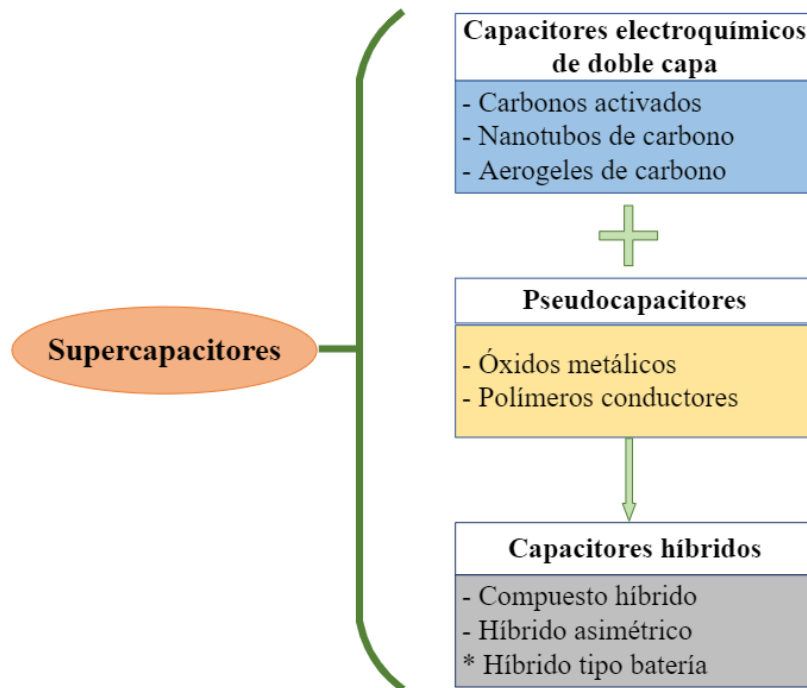 Capacitores electroquímicos
de doble capa
- Carbonos activados
- Nanotubos de carbono
- Aerogeles de carbono
Supercapacitores
Pseudocapacitores
- Óxidos metálicos
- Polímeros conductores
Capacitores híbridos
- Compuesto híbrido
- Híbrido asimétrico
* Híbrido tipo batería